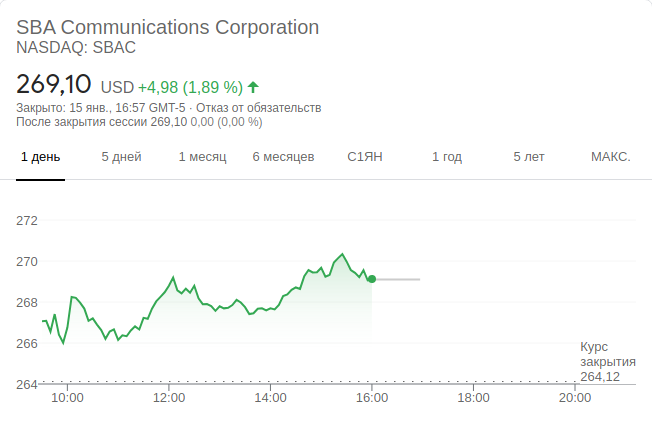 SBA Communications Corporation
NASDAQ: SBAC
269,10 USD +4,98 (1,89 %)
Закрыто: 15 янв., 16:57 GMT-5 · Отказ от обязательств
После закрытия сессии 269,10 0,00 (0,00 %)
1 день 5 дней 1 месяц 6 месяцев С1ЯН 1 год 5 лет МАКС.
272
270
268
266
Курс
закрытия
264,12
264
10:00 12:00 14:00 16:00 18:00 20:00